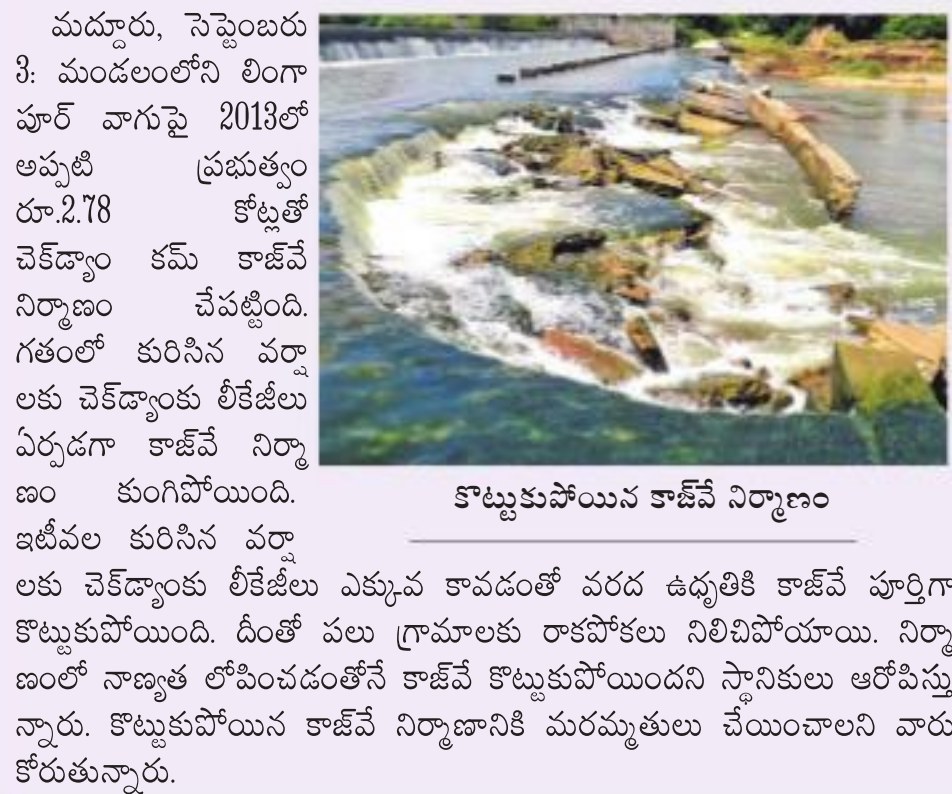 మద్దూరు, సెప్టెంబరు
3: మండలంలోని లింగా
పూర్ వాగుపై 2013లో
అప్పటి ప్రభుత్వం
రూ.2.78 కోట్లతో
చెక్‌డ్యాం కమ్ కాజ్‌వే
నిర్మాణం చేపట్టింది.
గతంలో కురిసిన వర్షా
లకు చెక్‌డ్యాంకు లీకేజీలు
ఏర్పడగా కాజ్‌వే నిర్మా
ణం కుంగిపోయింది.
ఇటీవల కురిసిన వర్షా
లకు చెక్‌డ్యాంకు లీకేజీలు ఎక్కువ కావడంతో వరద ఉధృతికి కాజ్‌వే పూర్తిగా
కొట్టుకుపోయింది. దీంతో పలు గ్రామాలకు రాకపోకలు నిలిచిపోయాయి. నిర్మా
ణంలో నాణ్యత లోపించడంతోనే కాజ్‌వే కొట్టుకుపోయిందని స్థానికులు ఆరోపిస్తు
న్నారు. కొట్టుకుపోయిన కాజ్‌వే నిర్మాణానికి మరమ్మతులు చేయించాలని వారు
కోరుతున్నారు.
కొట్టుకుపోయిన కాజ్‌వే నిర్మాణం